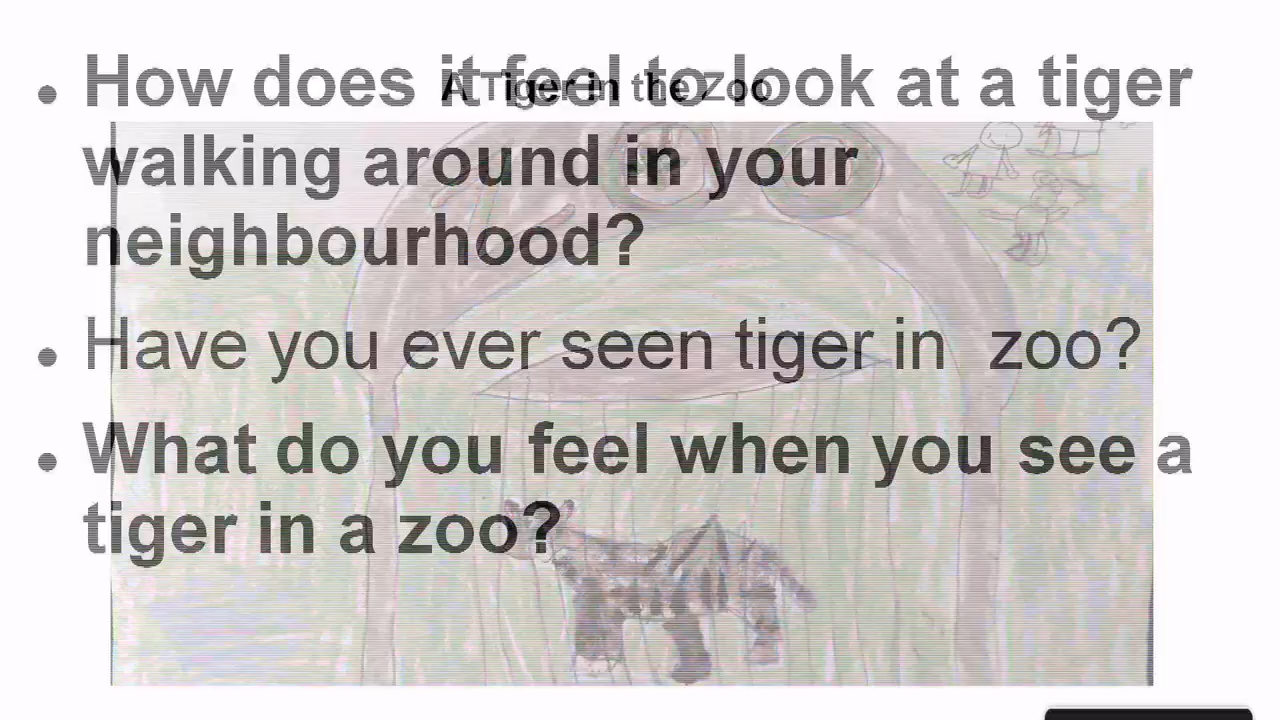 A Tiger in the Zoo
• How does it feel to look at a tiger
walking around in your
neighbourhood?
• Have you ever seen tiger in zoo?
• What do you feel when you see a
tiger in a zoo?